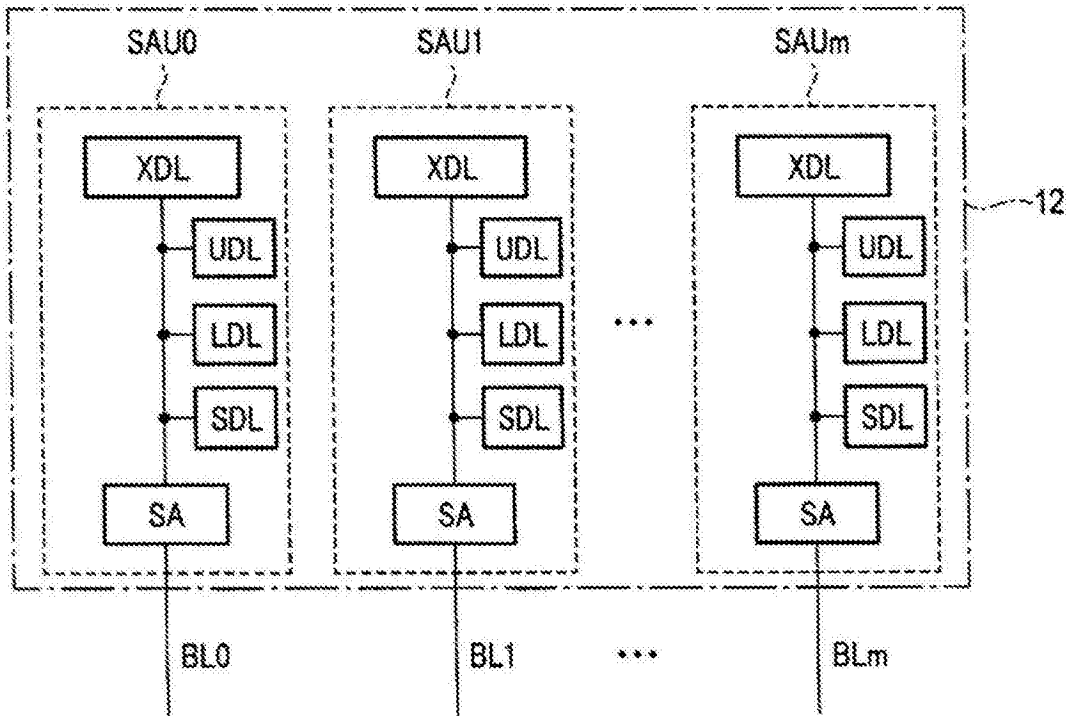 SAU0 SAU1 SAUm
XDL XDL XDL
12
UDL UDL UDL
LDL LDL ... LDL
SDL SDL SDL
SA SA SA
BL0 BL1 ... BLm